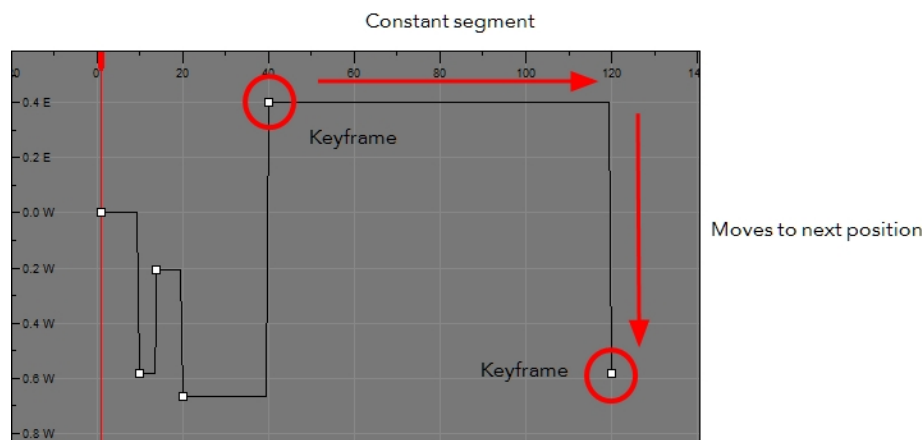 Constant segment
0 0 20 40 60 80 100 120 14
0.4 E
Keyframe
0.2 E
0.0 W
Moves to next position
0.2 W
0.4 W
Keyframe
0.6 W
0.8 W